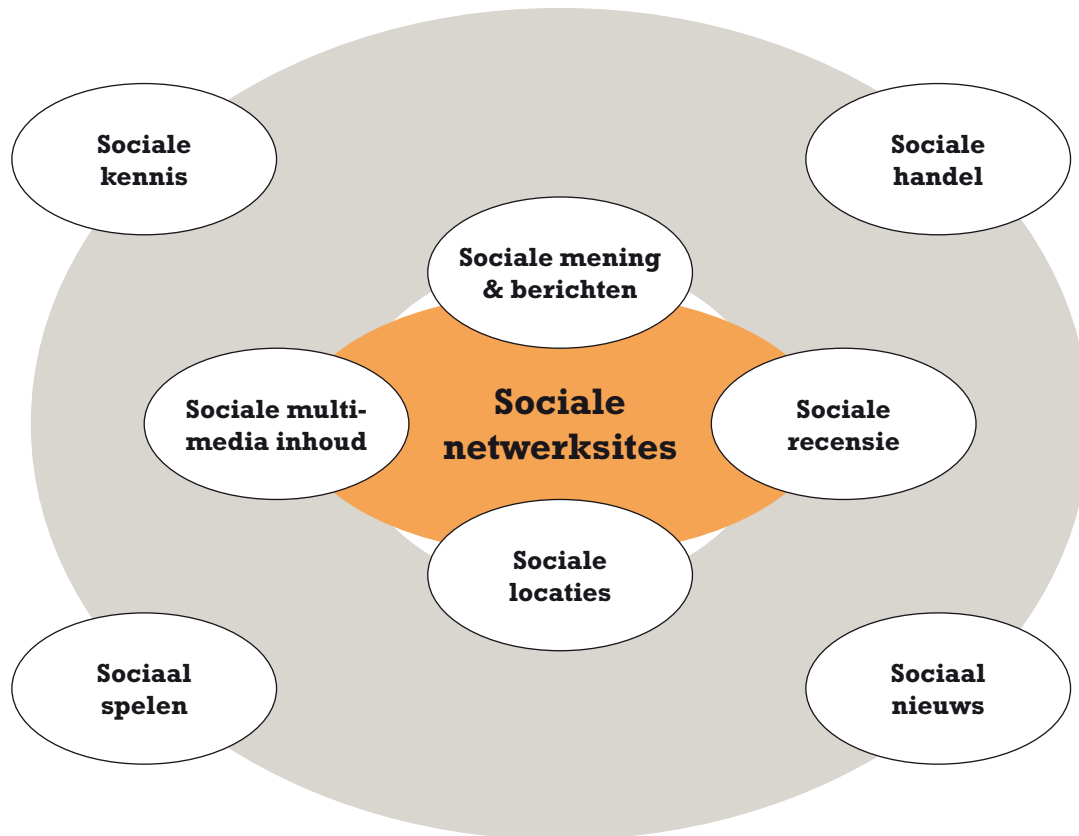 Sociale
kennis
Sociale
handel
Sociale mening
& berichten
Sociale multi-
media inhoud
Sociale
netwerksites
Sociale
recensie
Sociale
locaties
Sociaal
spelen
Sociaal
nieuws